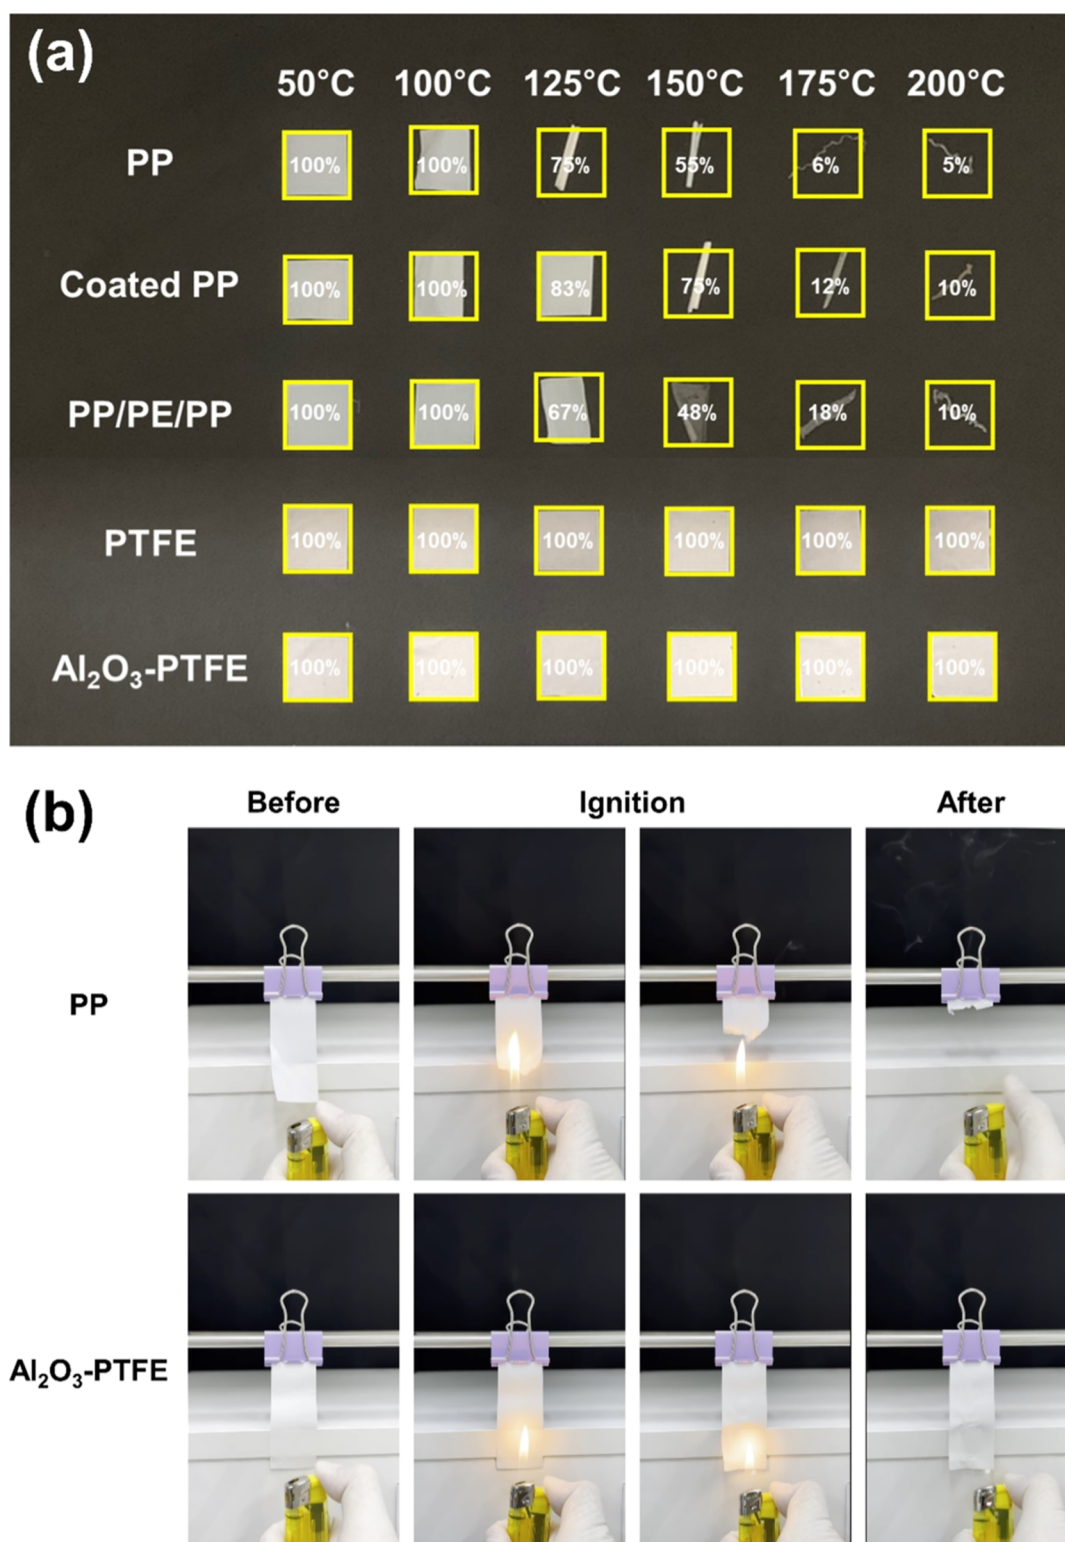 (a)
50°C 100°C 125°C 150°C 175°C 200°C
PP 100% 100% 75% 55% 6% 5%
Coated PP 100% 100% 83% 75% 12% 10%
PP/PE/PP 100% 100% 67% 48% 18% 10%
PTFE 100% 100% 100% 100% 100% 100%
Al₂O₃-PTFE 100% 100% 100% 100% 100% 100%
(b)
Before Ignition After
PP
Al₂O₃-PTFE